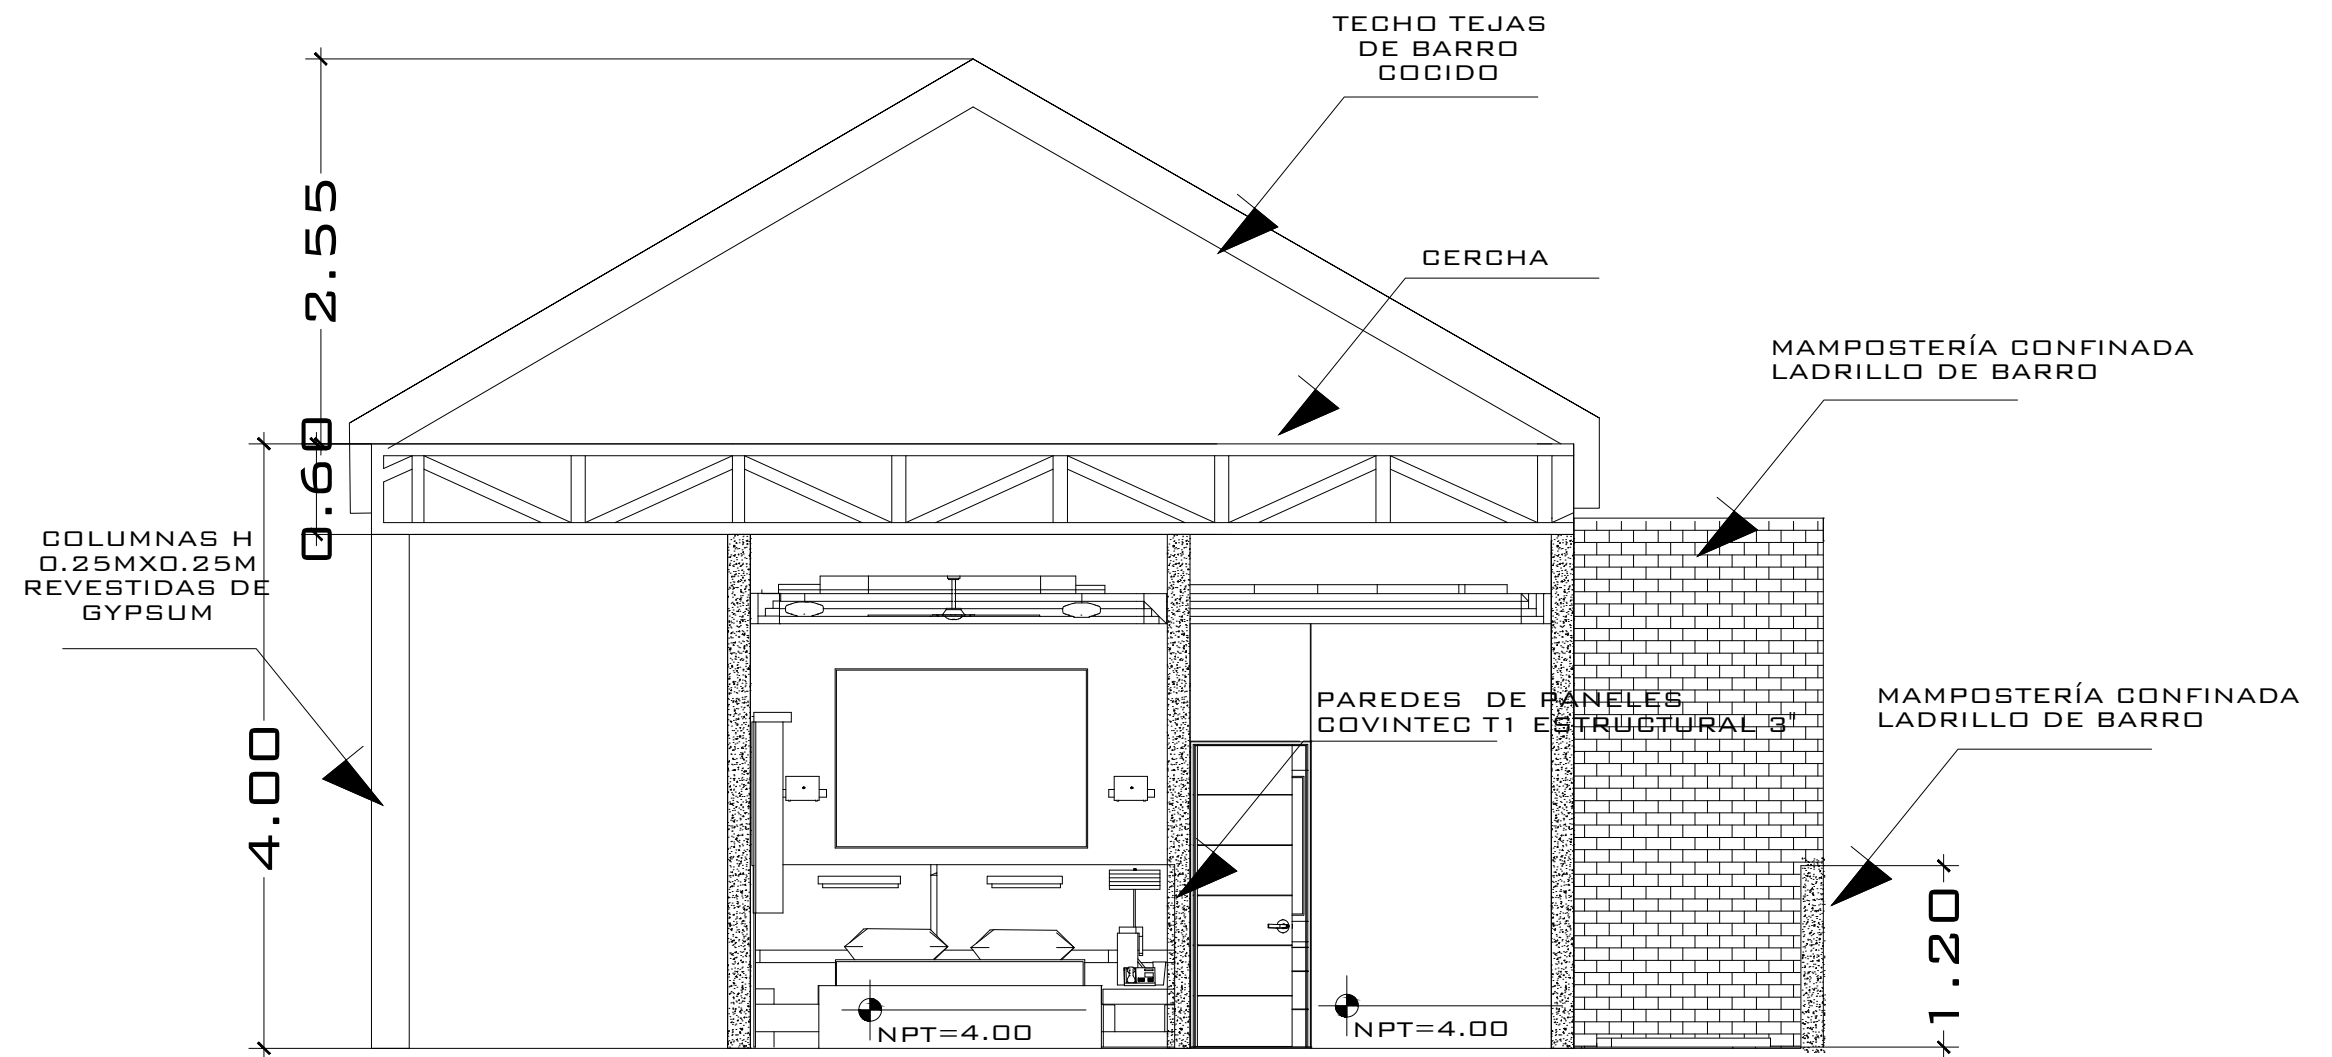 TECHO TEJAS
DE BARRO
COCIDO
2.55
CERCHA
MAMPOSTERÍA CONFINADA
LADRILLO DE BARRO
0.60
COLUMNAS H
0.25MX0.25M
REVESTIDAS DE
GYPSUM
4.00
PAREDES DE PANELES
COVINTEC T1 ESTRUCTURAL 3"
MAMPOSTERÍA CONFINADA
LADRILLO DE BARRO
1.20
NPT=4.00
NPT=4.00